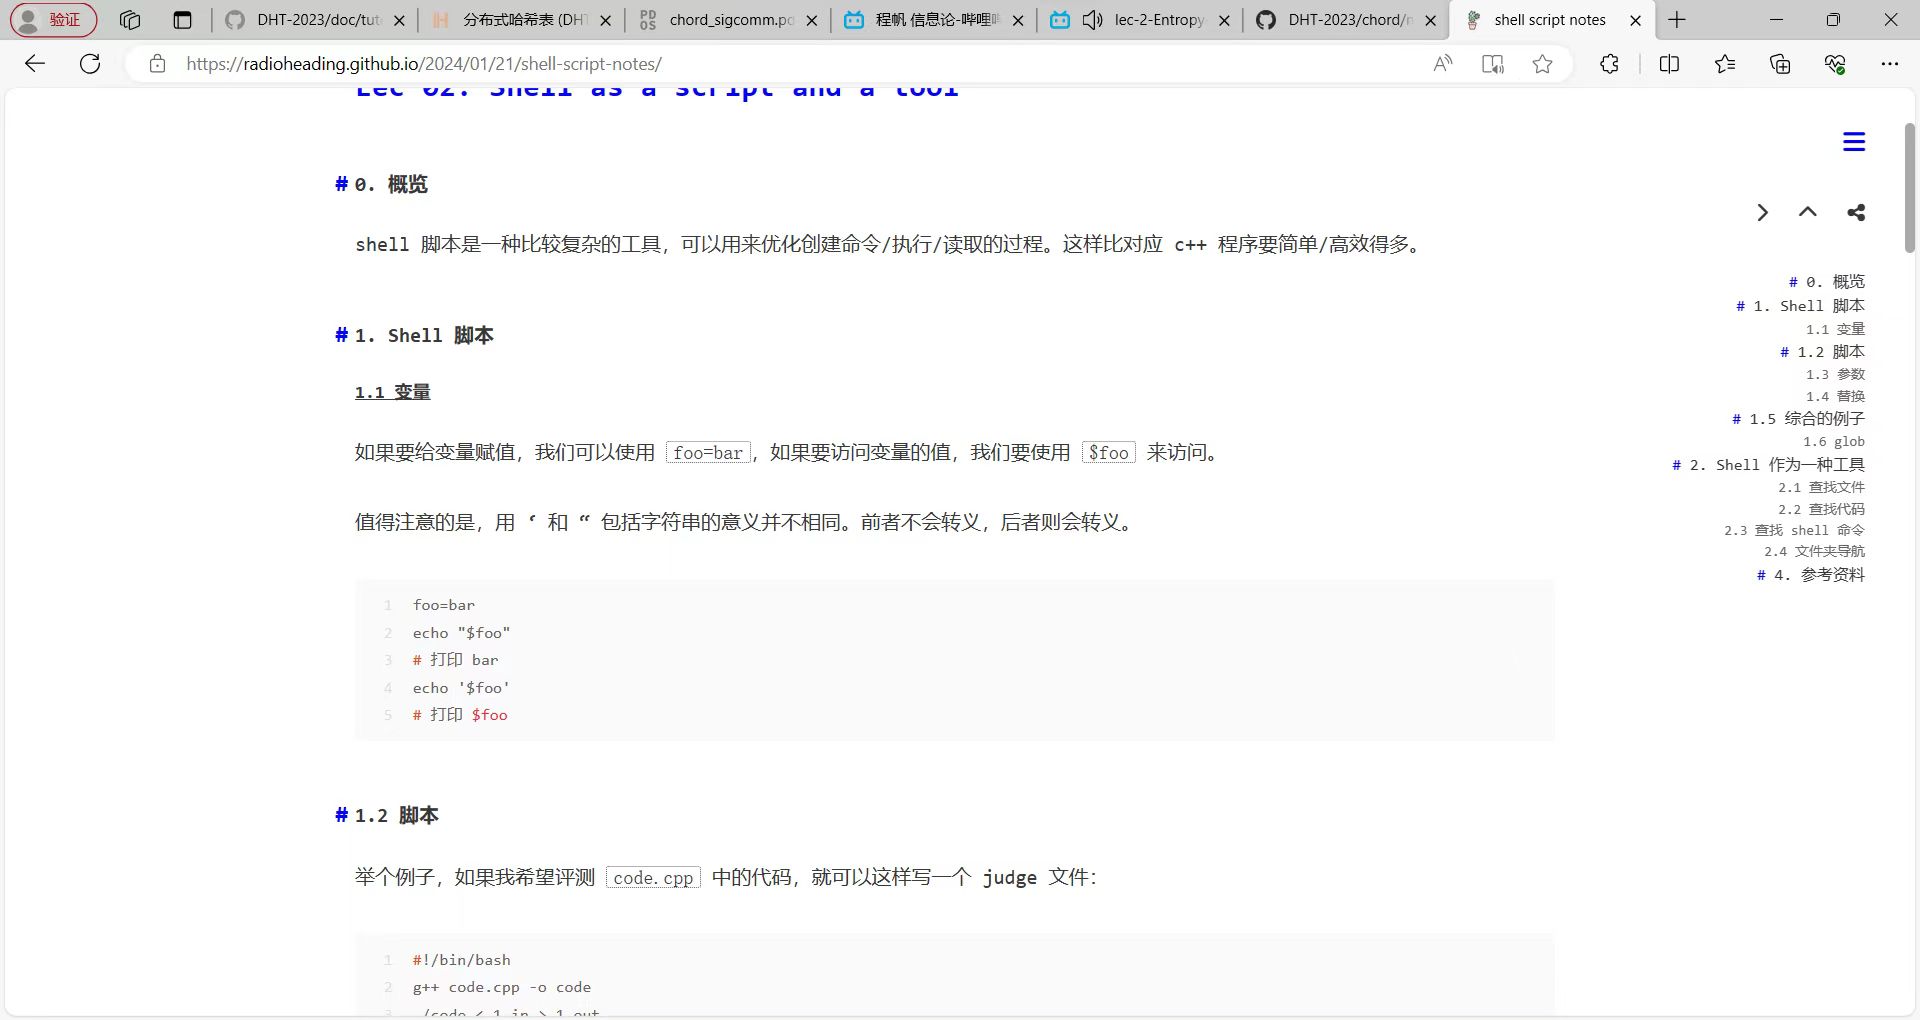 验证
DHT-2023/doc/tut
分布式哈希表 (DHT
PD
OS
chord_sigcomm.p
程帆 信息论-哔哩
lec-2-Entropy
DHT-2023/chord/
shell script notes
https://radioheading.github.io/2024/01/21/shell-script-notes/
Lec 02: Shell as a script and a tool
# 0. 概览
shell 脚本是一种比较复杂的工具，可以用来优化创建命令/执行/读取的过程。这样比对应 c++ 程序要简单/高效得多。
# 1. Shell 脚本
1.1 变量
如果要给变量赋值，我们可以使用 foo=bar，如果要访问变量的值，我们要使用 $foo 来访问。
值得注意的是，用 ‘ 和 “ 包括字符串的意义并不相同。前者不会转义，后者则会转义。
1 foo=bar
2 echo "$foo"
3 # 打印 bar
4 echo '$foo'
5 # 打印 $foo
# 1.2 脚本
举个例子，如果我希望评测 code.cpp 中的代码，就可以这样写一个 judge 文件：
1 #!/bin/bash
2 g++ code.cpp -o code
3 ./code < 1.in > 1.out
# 0. 概览
# 1. Shell 脚本
1.1 变量
# 1.2 脚本
1.3 参数
1.4 替换
# 1.5 综合的例子
1.6 glob
# 2. Shell 作为一种工具
2.1 查找文件
2.2 查找代码
2.3 查找 shell 命令
2.4 文件夹导航
# 4. 参考资料